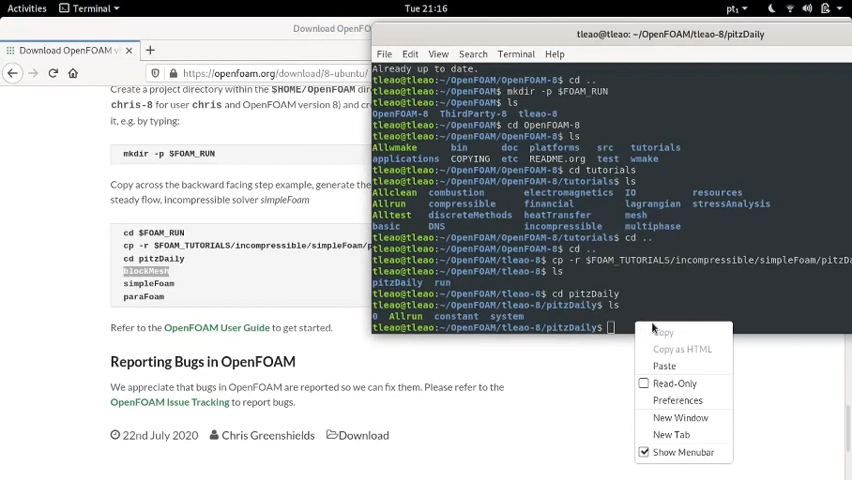 Activities
Terminal
Tue 21:16
pt₁
Download OpenFO
tleao@tleao: ~/OpenFOAM/tleao-8/pitzDaily
Download OpenFOAM v
https://openfoam.org/download/8-ubuntu/
File Edit View Search Terminal Help
Create a project directory within the $HOME/OpenFOAM direct
chris-8 for user chris and OpenFOAM version 8) and cr
it, e.g. by typing:
mkdir -p $FOAM_RUN
Copy across the backward facing step example, generate the
steady flow, incompressible solver simpleFoam
cd $FOAM_RUN
cp -r $FOAM_TUTORIALS/incompressible/simpleFoam/p
cd pitzDaily
blockMesh
simpleFoam
paraFoam
Refer to the OpenFOAM User Guide to get started.
Reporting Bugs in OpenFOAM
We appreciate that bugs in OpenFOAM are reported so we can fix them. Please refer to the
OpenFOAM Issue Tracking to report bugs.
22nd July 2020 Chris Greenshields Download
Already up to date.
tleao@tleao:~/OpenFOAM/OpenFOAM-8$ cd ..
tleao@tleao:~/OpenFOAM$ mkdir -p $FOAM_RUN
tleao@tleao:~/OpenFOAM$ ls
OpenFOAM-8 ThirdParty-8 tleao-8
tleao@tleao:~/OpenFOAM$ cd OpenFOAM-8
tleao@tleao:~/OpenFOAM/OpenFOAM-8$ ls
Allwmake bin doc platforms src tutorials
applications COPYING etc README.org test wmake
tleao@tleao:~/OpenFOAM/OpenFOAM-8$ cd tutorials
tleao@tleao:~/OpenFOAM/OpenFOAM-8/tutorials$ ls
Allclean combustion electromagnetics IO resources
Allrun compressible financial lagrangian stressAnalysis
Alltest discreteMethods heatTransfer mesh
basic DNS incompressible multiphase
tleao@tleao:~/OpenFOAM/OpenFOAM-8/tutorials$ cd ..
tleao@tleao:~/OpenFOAM/OpenFOAM-8$ cd ..
tleao@tleao:~/OpenFOAM/tleao-8$ cp -r $FOAM_TUTORIALS/incompressible/simpleFoam/pitzDa
tleao@tleao:~/OpenFOAM/tleao-8$ ls
pitzDaily run
tleao@tleao:~/OpenFOAM/tleao-8$ cd pitzDaily
tleao@tleao:~/OpenFOAM/tleao-8/pitzDaily$ ls
0 Allrun constant system
tleao@tleao:~/OpenFOAM/tleao-8/pitzDaily$
Copy
Copy as HTML
Paste
Read-Only
Preferences
New Window
New Tab
Show Menubar